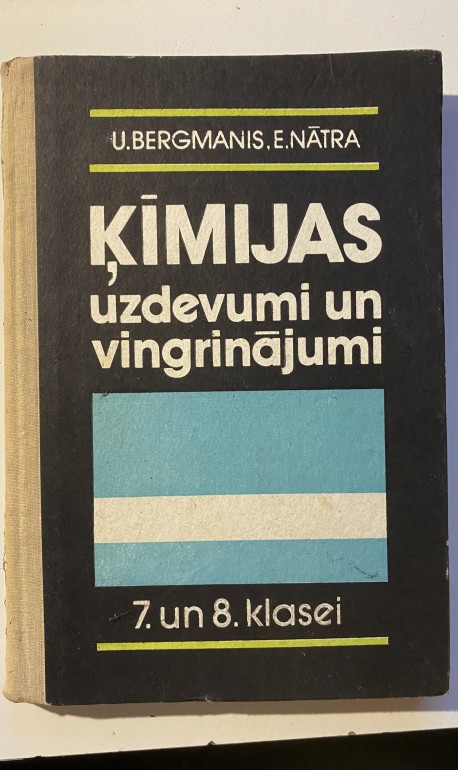 U.BERGMANIS, E.NĀTRA
ĶĪMIJAS
uzdevumi un
vingrinājumi
7. un 8. klasei